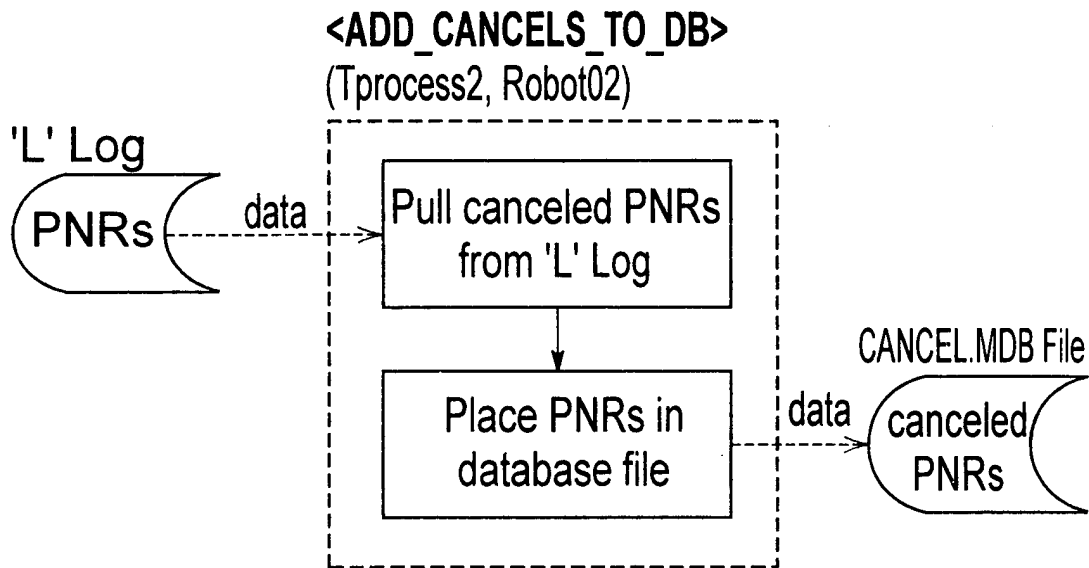 <ADD_CANCELS_TO_DB>
(Tprocess2, Robot02)
'L' Log
PNRs
data
Pull canceled PNRs
from 'L' Log
Place PNRs in
database file
data
CANCEL.MDB File
canceled
PNRs